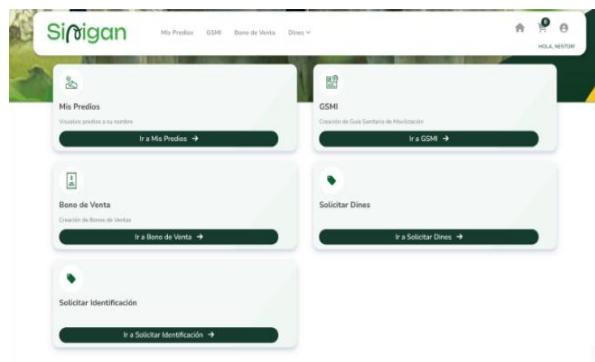 Sinigan
Mis Predios GSMI Bono de Venta Dines
0
HOLA, NESTOR!
Mis Predios
Visualice predios a su nombre
Ir a Mis Predios →
GSMI
Creación de Guía Sanitaria de Movilización
Ir a GSMI →
Bono de Venta
Creación de Bonos de Ventas
Ir a Bono de Venta →
Solicitar Dines
Ir a Solicitar Dines →
Solicitar Identificación
Ir a Solicitar Identificación →